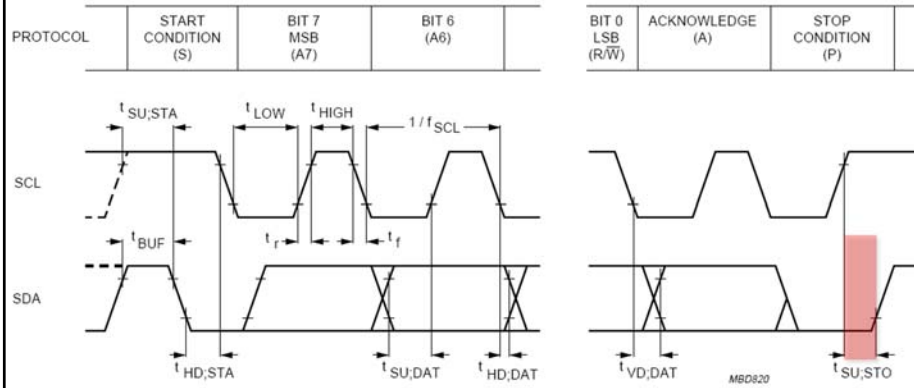 PROTOCOL
START
CONDITION
(S)
BIT 7
MSB
(A7)
BIT 6
(A6)
BIT 0
LSB
(R/W̅)
ACKNOWLEDGE
(A)
STOP
CONDITION
(P)
t SU;STA
t LOW
t HIGH
1 / f SCL
SCL
t BUF
t r
t f
SDA
t HD;STA
t SU;DAT
t HD;DAT
t VD;DAT
MBD820
t SU;STO